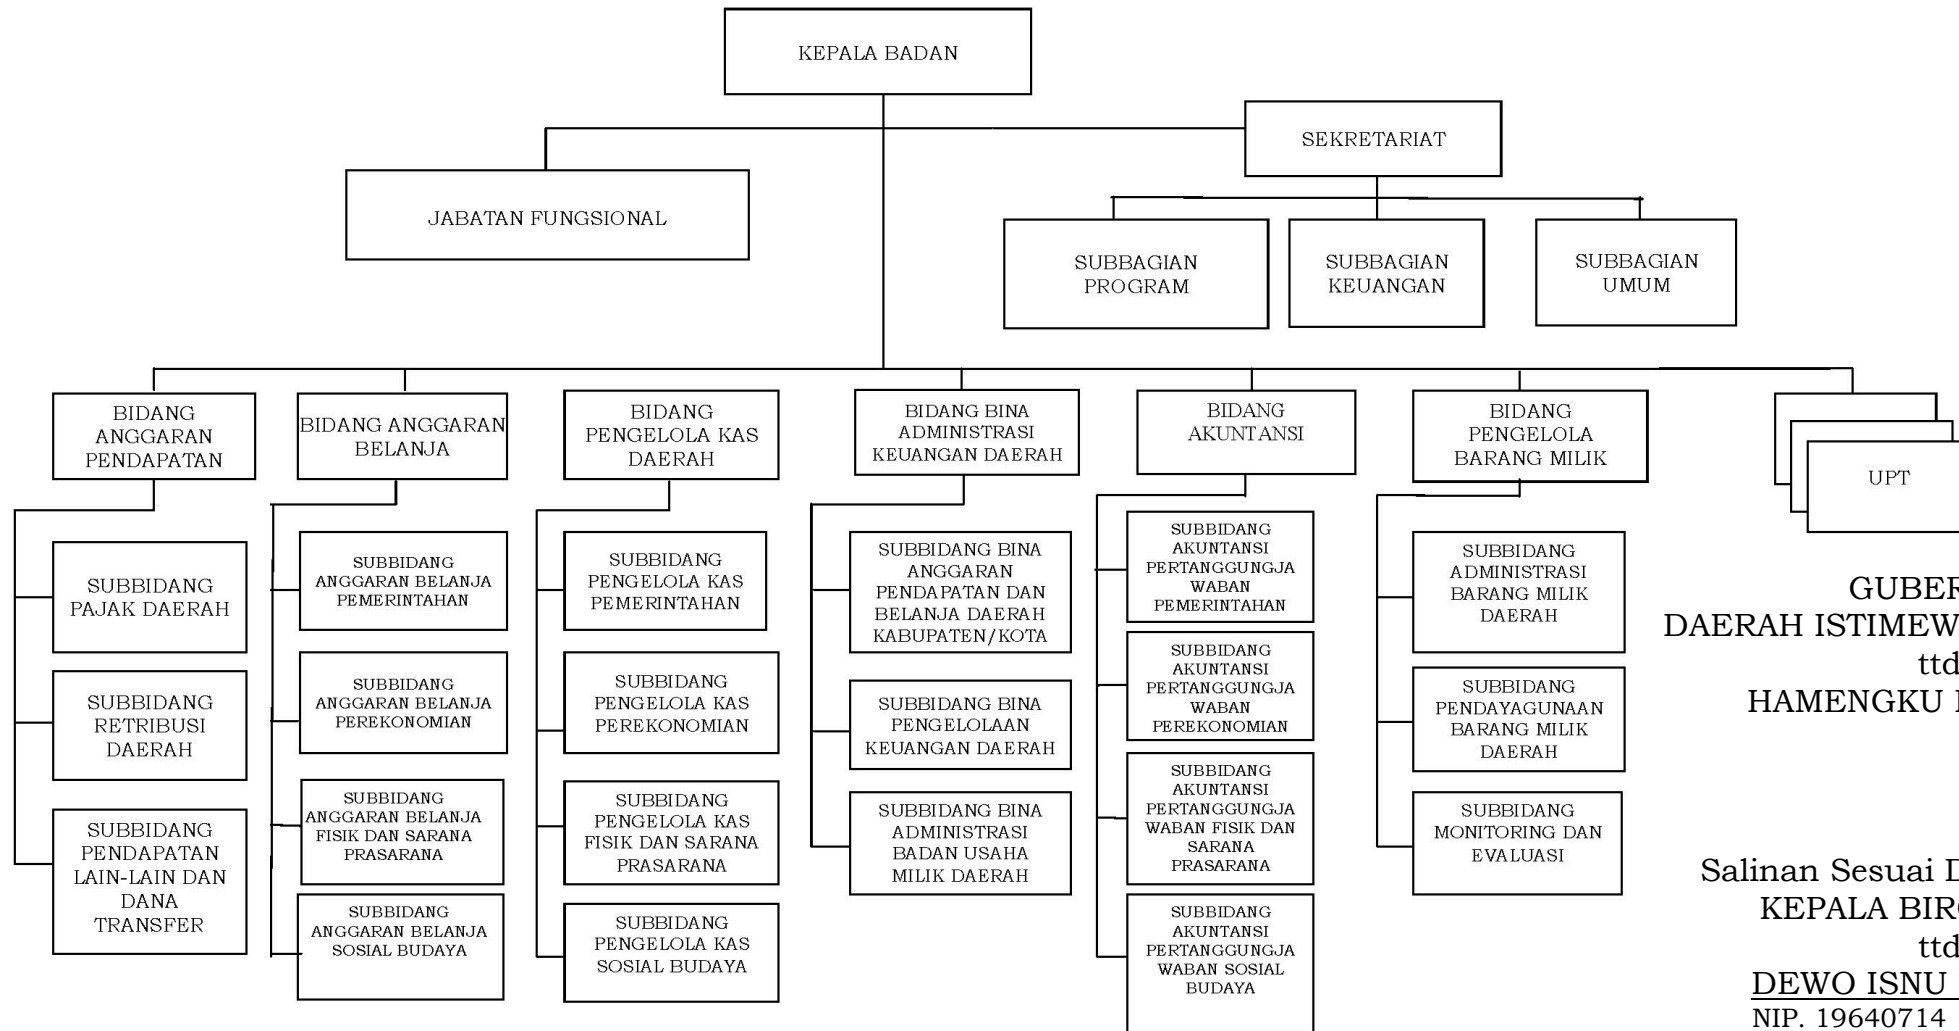 KEPALA BADAN
SEKRETARIAT
JABATAN FUNGSIONAL
SUBBAGIAN
PROGRAM
SUBBAGIAN
KEUANGAN
SUBBAGIAN
UMUM
BIDANG
ANGGARAN
PENDAPATAN
BIDANG ANGGARAN
BELANJA
BIDANG
PENGELOLA KAS
DAERAH
BIDANG BINA
ADMINISTRASI
KEUANGAN DAERAH
BIDANG
AKUNTANSI
BIDANG
PENGELOLA
BARANG MILIK
UPT
SUBBIDANG
PAJAK DAERAH
SUBBIDANG
RETRIBUSI
DAERAH
SUBBIDANG
PENDAPATAN
LAIN-LAIN DAN
DANA
TRANSFER
SUBBIDANG
ANGGARAN BELANJA
PEMERINTAHAN
SUBBIDANG
ANGGARAN BELANJA
PEREKONOMIAN
SUBBIDANG
ANGGARAN BELANJA
FISIK DAN SARANA
PRASARANA
SUBBIDANG
ANGGARAN BELANJA
SOSIAL BUDAYA
SUBBIDANG
PENGELOLA KAS
PEMERINTAHAN
SUBBIDANG
PENGELOLA KAS
PEREKONOMIAN
SUBBIDANG
PENGELOLA KAS
FISIK DAN SARANA
PRASARANA
SUBBIDANG
PENGELOLA KAS
SOSIAL BUDAYA
SUBBIDANG BINA
ANGGARAN
PENDAPATAN DAN
BELANJA DAERAH
KABUPATEN/KOTA
SUBBIDANG BINA
PENGELOLAAN
KEUANGAN DAERAH
SUBBIDANG BINA
ADMINISTRASI
BADAN USAHA
MILIK DAERAH
SUBBIDANG
AKUNTANSI
PERTANGGUNGJA
WABAN
PEMERINTAHAN
SUBBIDANG
AKUNTANSI
PERTANGGUNGJA
WABAN
PEREKONOMIAN
SUBBIDANG
AKUNTANSI
PERTANGGUNGJA
WABAN FISIK DAN
SARANA
PRASARANA
SUBBIDANG
AKUNTANSI
PERTANGGUNGJA
WABAN SOSIAL
BUDAYA
SUBBIDANG
ADMINISTRASI
BARANG MILIK
DAERAH
SUBBIDANG
PENDAYAGUNAAN
BARANG MILIK
DAERAH
SUBBIDANG
MONITORING DAN
EVALUASI
GUBER
DAERAH ISTIMEW
ttd
HAMENGKU
Salinan Sesuai
KEPALA BIRO
ttd
DEWO ISNU
NIP. 19640714